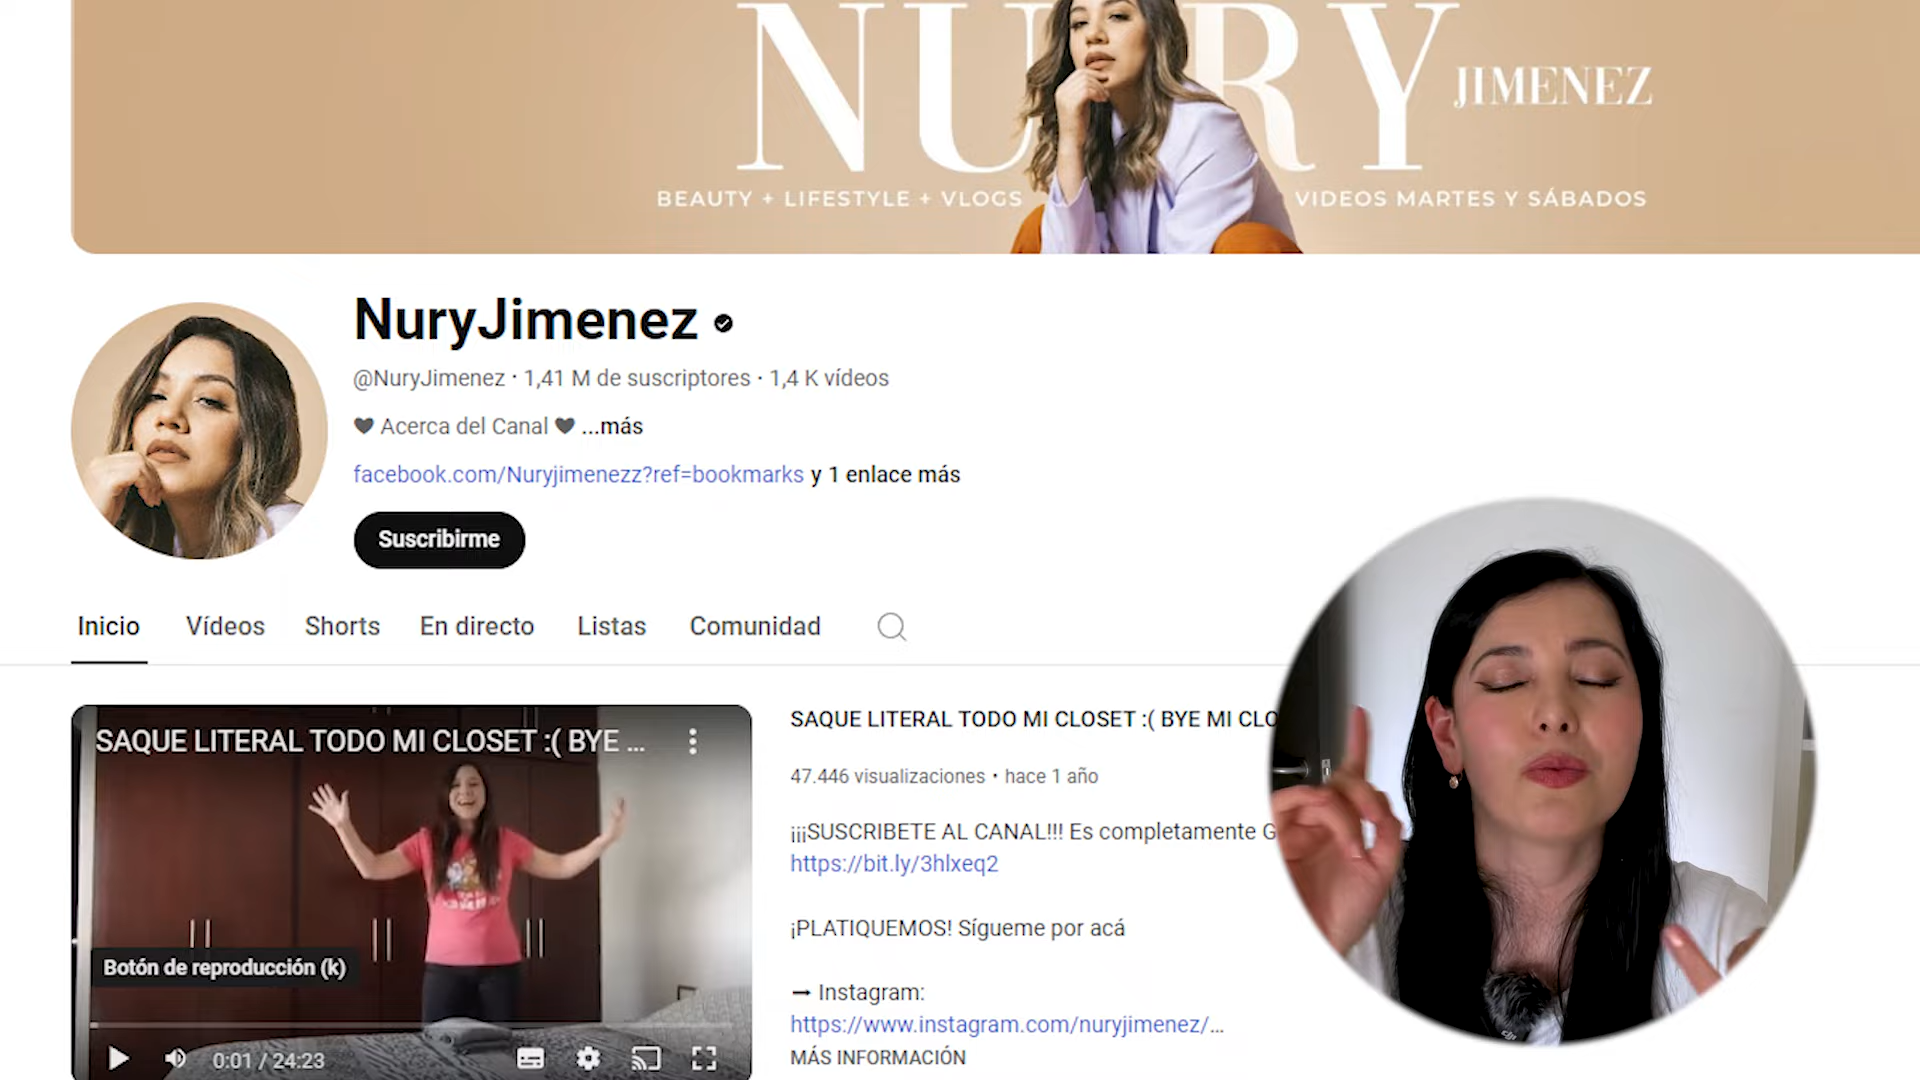 NURY
JIMENEZ
BEAUTY + LIFESTYLE + VLOGS
VIDEOS MARTES Y SÁBADOS
NuryJimenez
@NuryJimenez · 1,41 M de suscriptores · 1,4 K vídeos
♥ Acerca del Canal ♥ ...más
facebook.com/Nuryjimenezz?ref=bookmarks y 1 enlace más
Suscribirme
Inicio Vídeos Shorts En directo Listas Comunidad
SAQUE LITERAL TODO MI CLOSET :( BYE ...
Botón de reproducción (k)
0:01 / 24:23
SAQUE LITERAL TODO MI CLOSET :( BYE MI CLO
47.446 visualizaciones • hace 1 año
¡¡¡SUSCRIBETE AL CANAL!!! Es completamente G
https://bit.ly/3hlxeq2
¡PLATIQUEMOS! Sígueme por acá
➞ Instagram:
https://www.instagram.com/nuryjimenez/...
MÁS INFORMACIÓN